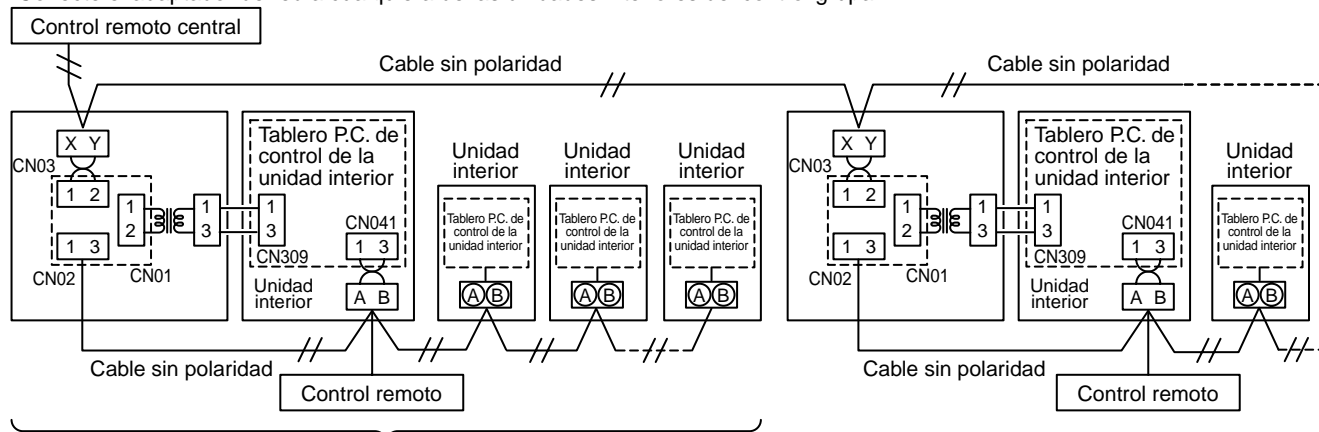 Control remoto central
Cable sin polaridad
Cable sin polaridad
X Y
CN03
1 2
1
2
1
3
1 3
CN02
CN01
Tablero P.C. de
control de la
unidad interior
1
3
CN041
1 3
CN309
Unidad
interior
A B
Unidad
interior
Tablero P.C. de
control de la
unidad interior
A B
Unidad
interior
Tablero P.C. de
control de la
unidad interior
A B
Unidad
interior
Tablero P.C. de
control de la
unidad interior
A B
Cable sin polaridad
Control remoto
X Y
CN03
1 2
1
2
1
3
1 3
CN02
CN01
Tablero P.C. de
control de la
unidad interior
1
3
CN041
1 3
CN309
Unidad
interior
A B
Unidad
interior
Tablero P.C. de
control de la
unidad interior
A B
Cable sin polaridad
Control remoto